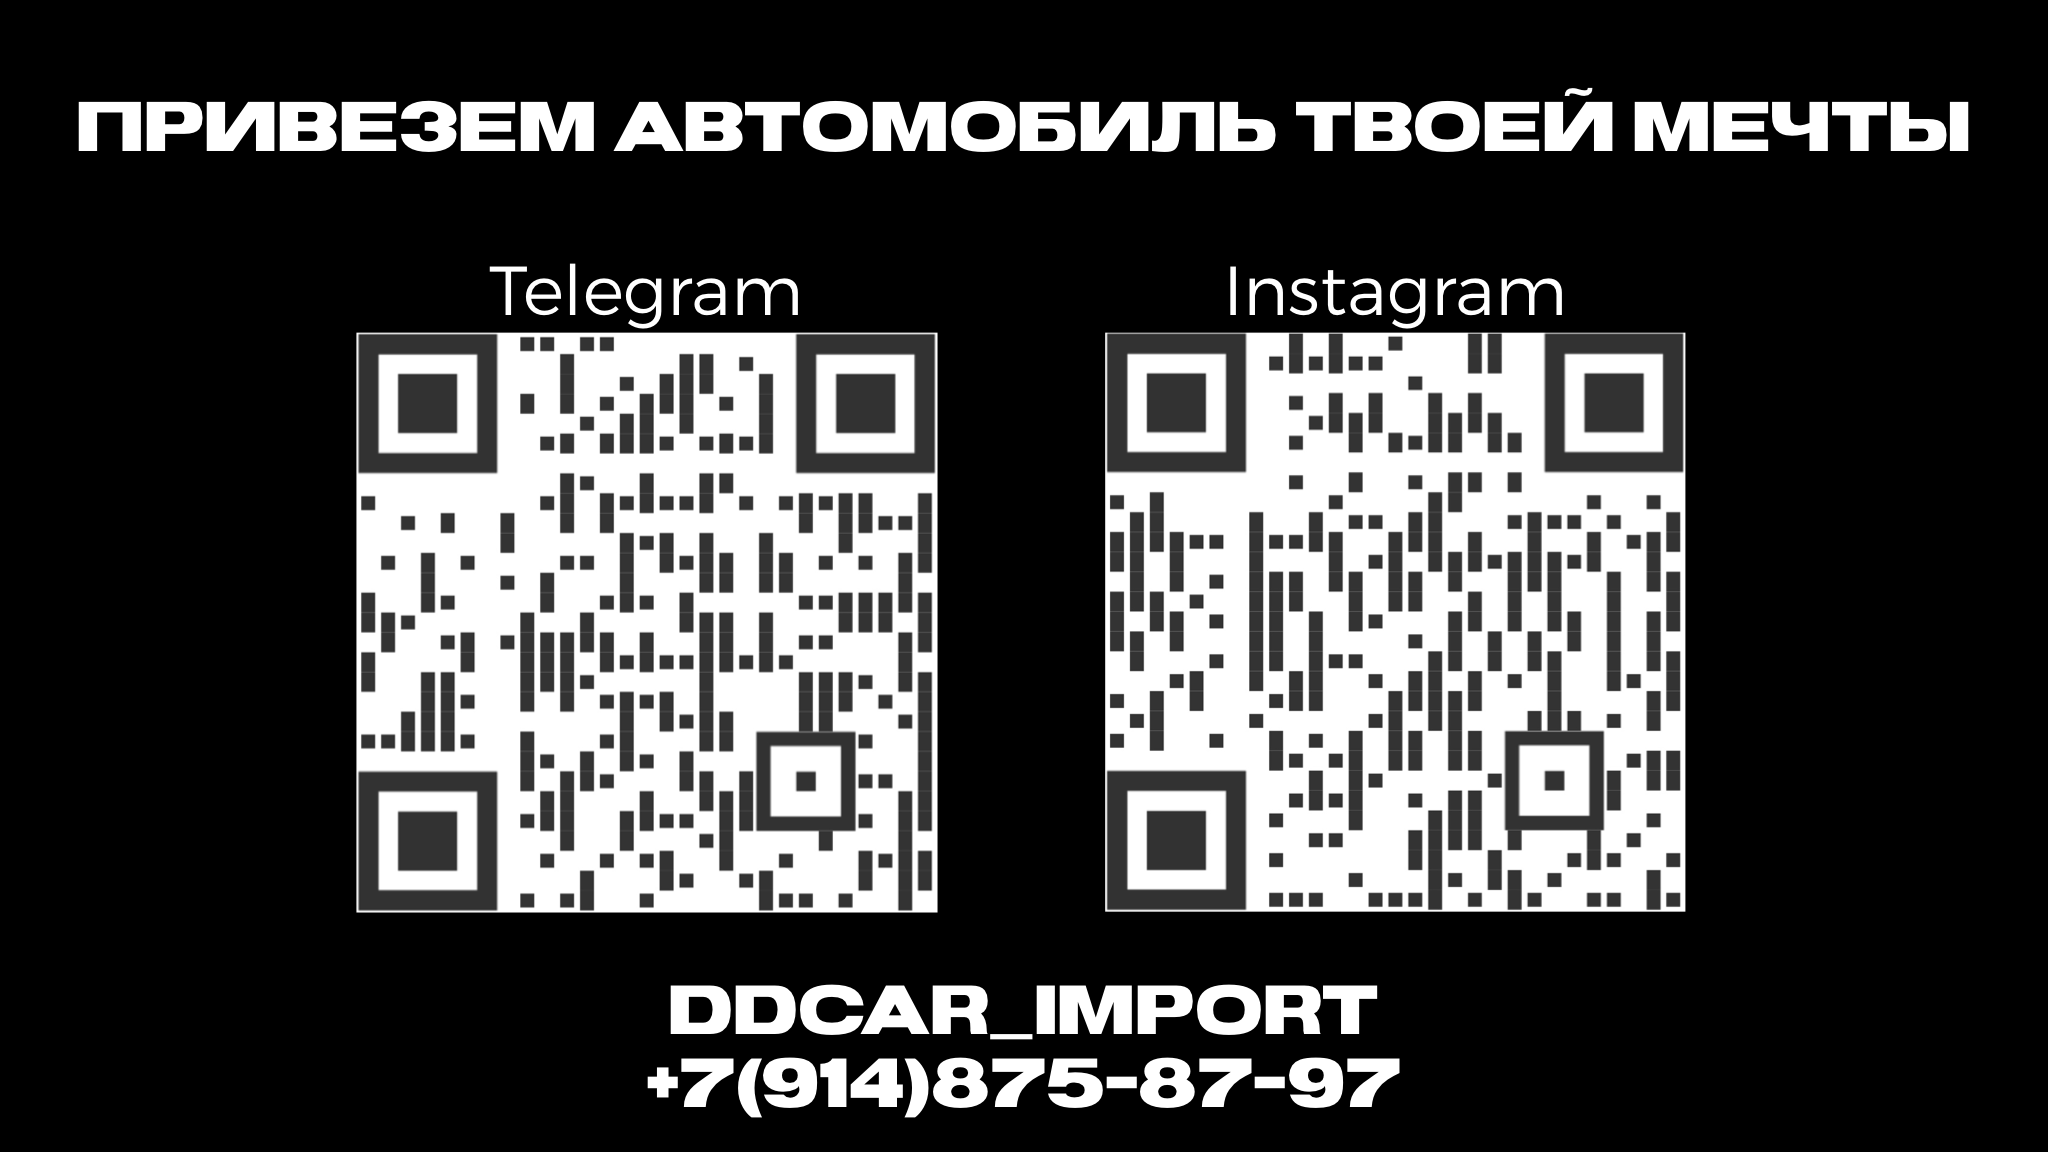 ПРИВЕЗЕМ АВТОМОБИЛЬ ТВОЕЙ МЕЧТЫ
Telegram
Instagram
DDCAR_IMPORT
+7(914)875-87-97